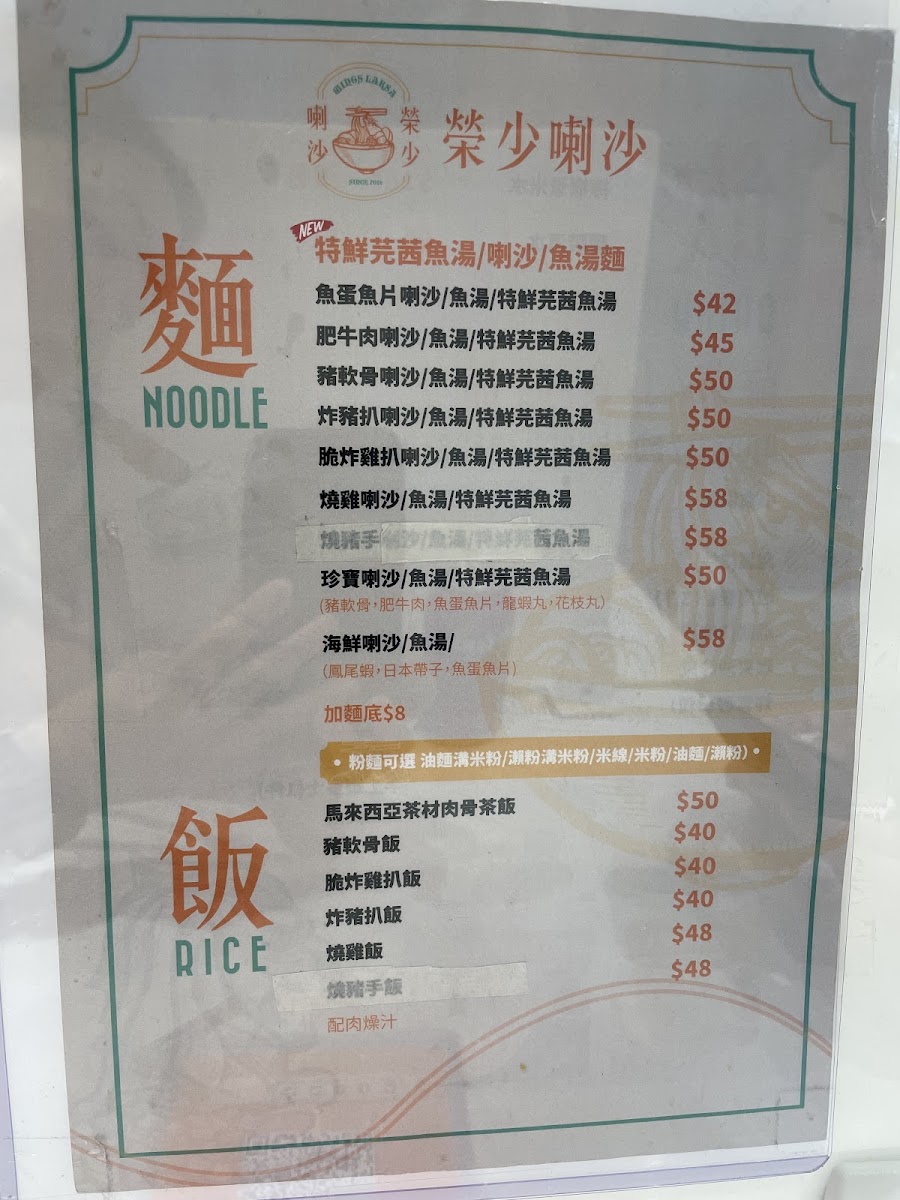 WINGS LAKSA
喇沙
榮少
SINCE 2016
榮少喇沙
NEW
特鮮芫茜魚湯/喇沙/魚湯麵
麵
NOODLE
魚蛋魚片喇沙/魚湯/特鮮芫茜魚湯 $42
肥牛肉喇沙/魚湯/特鮮芫茜魚湯 $45
豬軟骨喇沙/魚湯/特鮮芫茜魚湯 $50
炸豬扒喇沙/魚湯/特鮮芫茜魚湯 $50
脆炸雞扒喇沙/魚湯/特鮮芫茜魚湯 $50
燒雞喇沙/魚湯/特鮮芫茜魚湯 $58
燒豬手喇沙/魚湯/特鮮芫茜魚湯 $58
珍寶喇沙/魚湯/特鮮芫茜魚湯 $50
(豬軟骨,肥牛肉,魚蛋魚片,龍蝦丸,花枝丸)
海鮮喇沙/魚湯/ $58
(鳳尾蝦,日本帶子,魚蛋魚片)
加麵底$8
• 粉麵可選 油麵溝米粉/瀨粉溝米粉/米線/米粉/油麵/瀨粉) •
飯
RICE
馬來西亞茶材肉骨茶飯 $50
豬軟骨飯 $40
脆炸雞扒飯 $40
炸豬扒飯 $40
燒雞飯 $48
燒豬手飯 $48
配肉燥汁